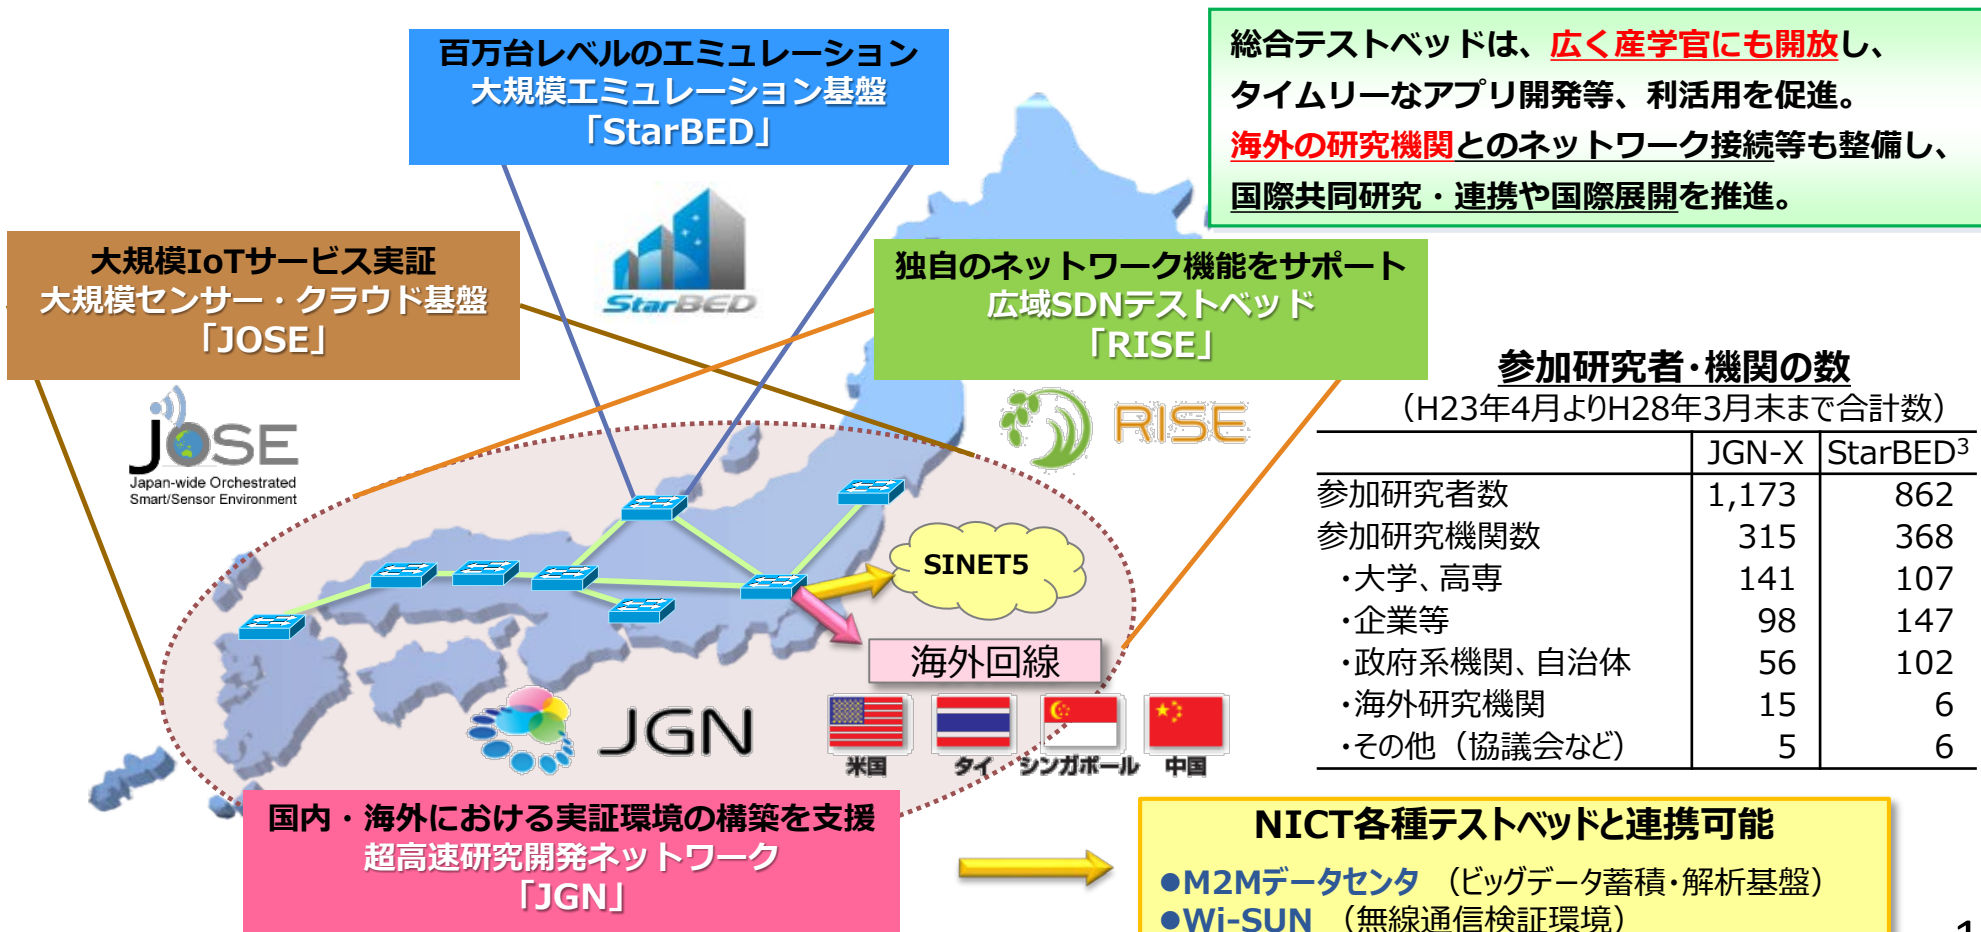 百万台レベルのエミュレーション
大規模エミュレーション基盤
「StarBED」
総合テストベッドは、広く産学官にも開放し、
タイムリーなアプリ開発等、利活用を促進。
海外の研究機関とのネットワーク接続等も整備し、
国際共同研究・連携や国際展開を推進。
StarBED
大規模IoTサービス実証
大規模センサー・クラウド基盤
「JOSE」
独自のネットワーク機能をサポート
広域SDNテストベッド
「RISE」
JOSE
Japan-wide Orchestrated
Smart/Sensor Environment
RISE
参加研究者・機関の数
（H23年4月よりH28年3月末まで合計数）
JGN-X StarBED³
参加研究者数 1,173 862
参加研究機関数 315 368
・大学、高専 141 107
・企業等 98 147
・政府系機関、自治体 56 102
・海外研究機関 15 6
・その他（協議会など） 5 6
SINET5
海外回線
JGN
米国 タイ シンガポール 中国
国内・海外における実証環境の構築を支援
超高速研究開発ネットワーク
「JGN」
NICT各種テストベッドと連携可能
●M2Mデータセンタ （ビッグデータ蓄積・解析基盤）
●Wi-SUN （無線通信検証環境）